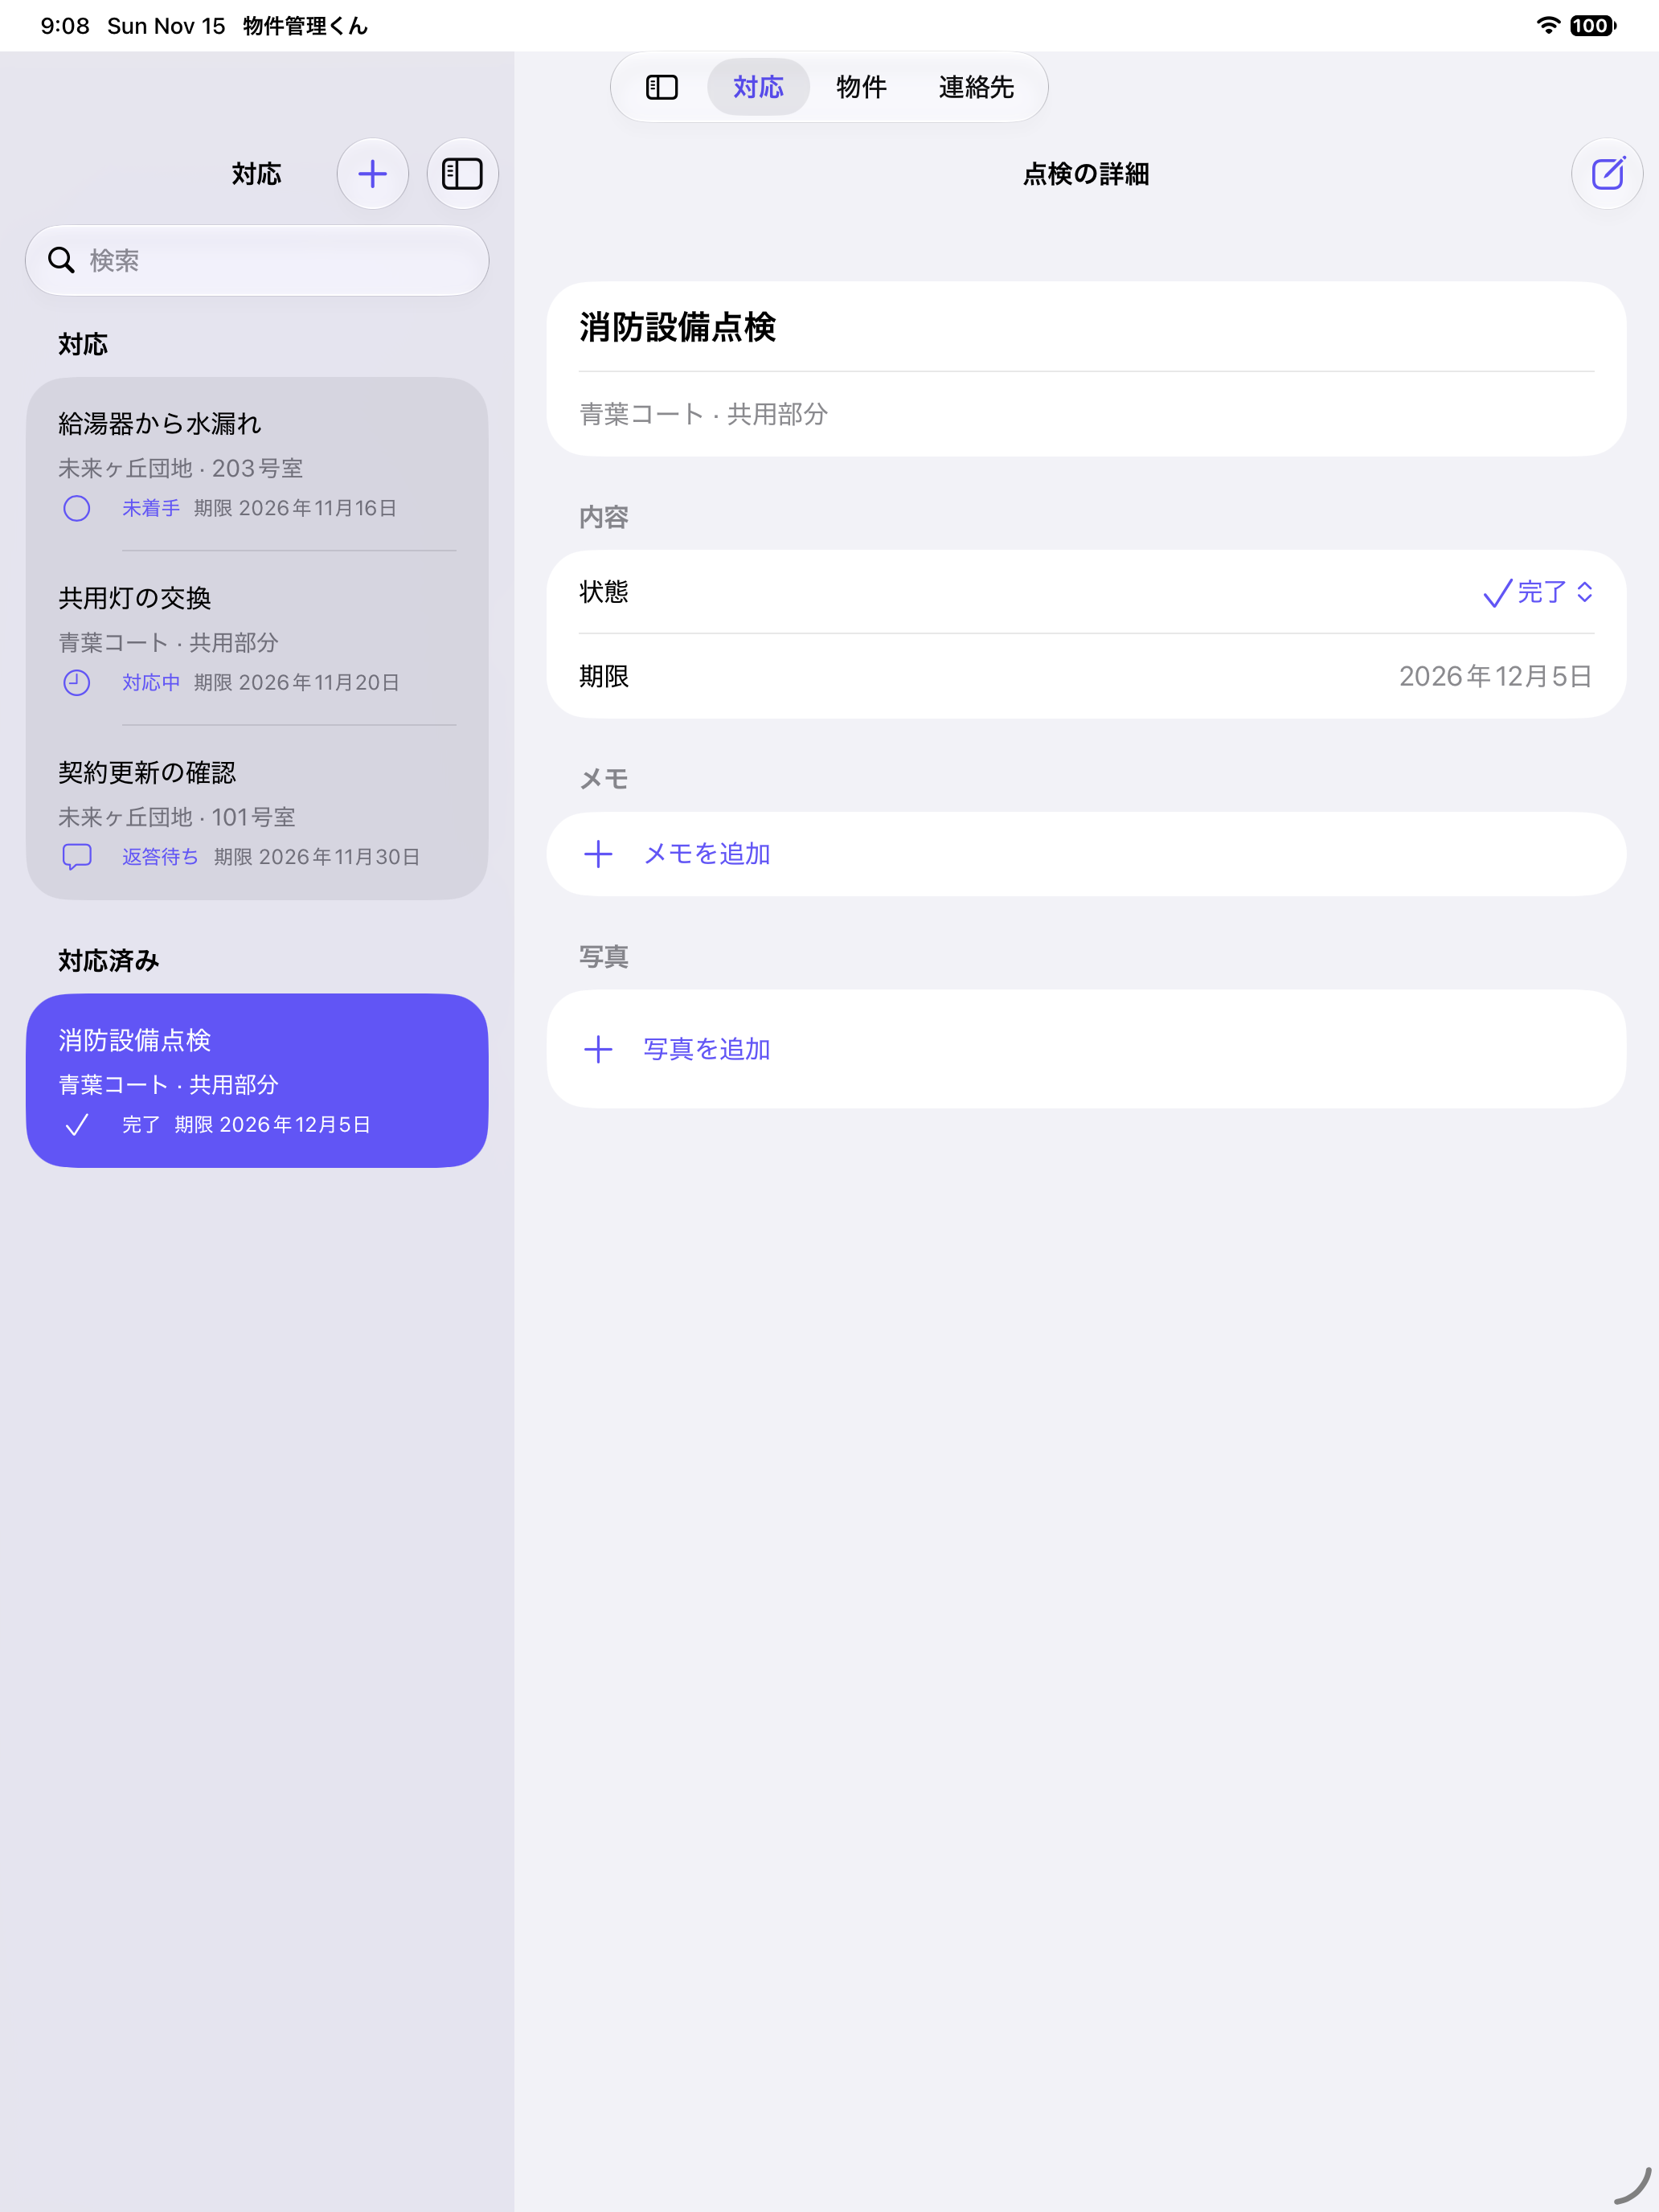 9:08 Sun Nov 15 物件管理くん
100
対応 物件 連絡先
対応
検索
対応
給湯器から水漏れ
未来ヶ丘団地 · 203号室
未着手 期限 2026年11月16日
共用灯の交換
青葉コート · 共用部分
対応中 期限 2026年11月20日
契約更新の確認
未来ヶ丘団地 · 101号室
返答待ち 期限 2026年11月30日
対応済み
消防設備点検
青葉コート · 共用部分
完了 期限 2026年12月5日
点検の詳細
消防設備点検
青葉コート · 共用部分
内容
状態 完了
期限 2026年12月5日
メモ
メモを追加
写真
写真を追加